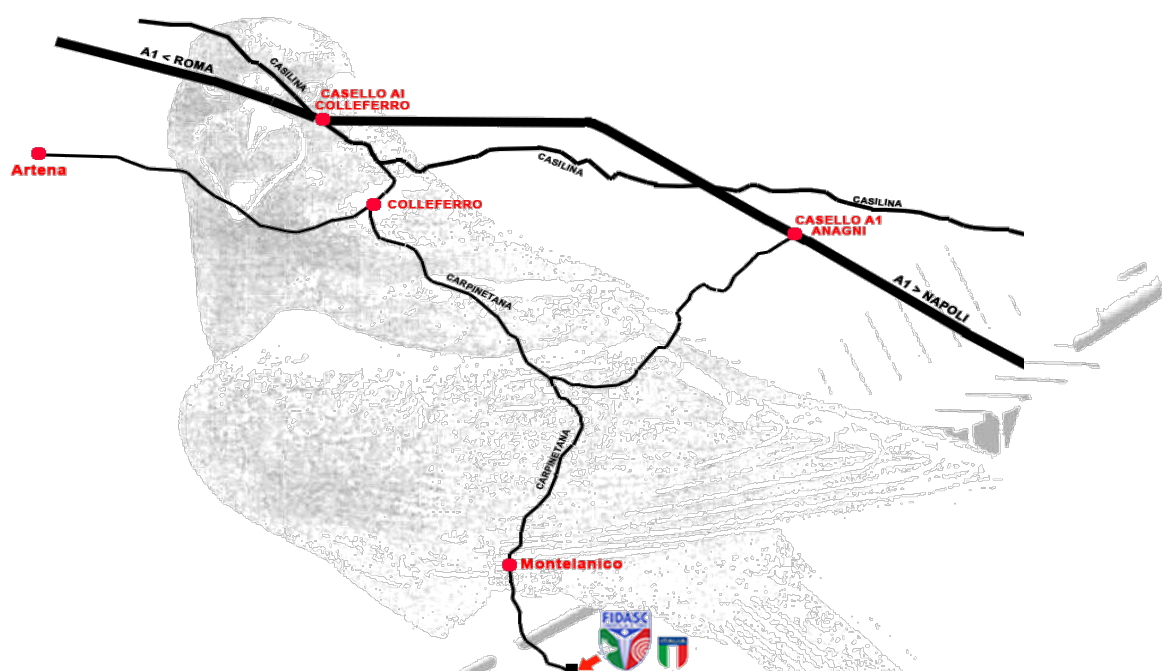 A1 < ROMA
CASILINA
CASELLO AI
COLLEFERRO
Artena
CASILINA
COLLEFERRO
CASILINA
CASELLO A1
ANAGNI
CARPINETANA
A1 > NAPOLI
CARPINETANA
Montelanico
FIDASC
ITALIA